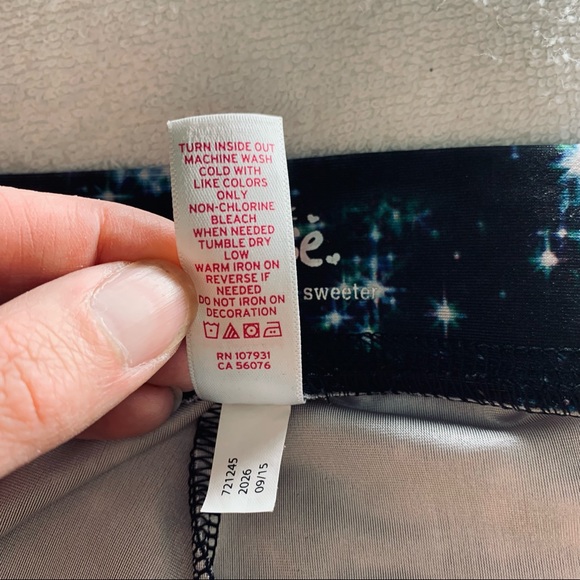 TURN INSIDE OUT
MACHINE WASH
COLD WITH
LIKE COLORS
ONLY
NON-CHLORINE
BLEACH
WHEN NEEDED
TUMBLE DRY
LOW
WARM IRON ON
REVERSE IF
NEEDED
DO NOT IRON ON
DECORATION
RN 107931
CA 56076
sweeter
721245
2026
09/15